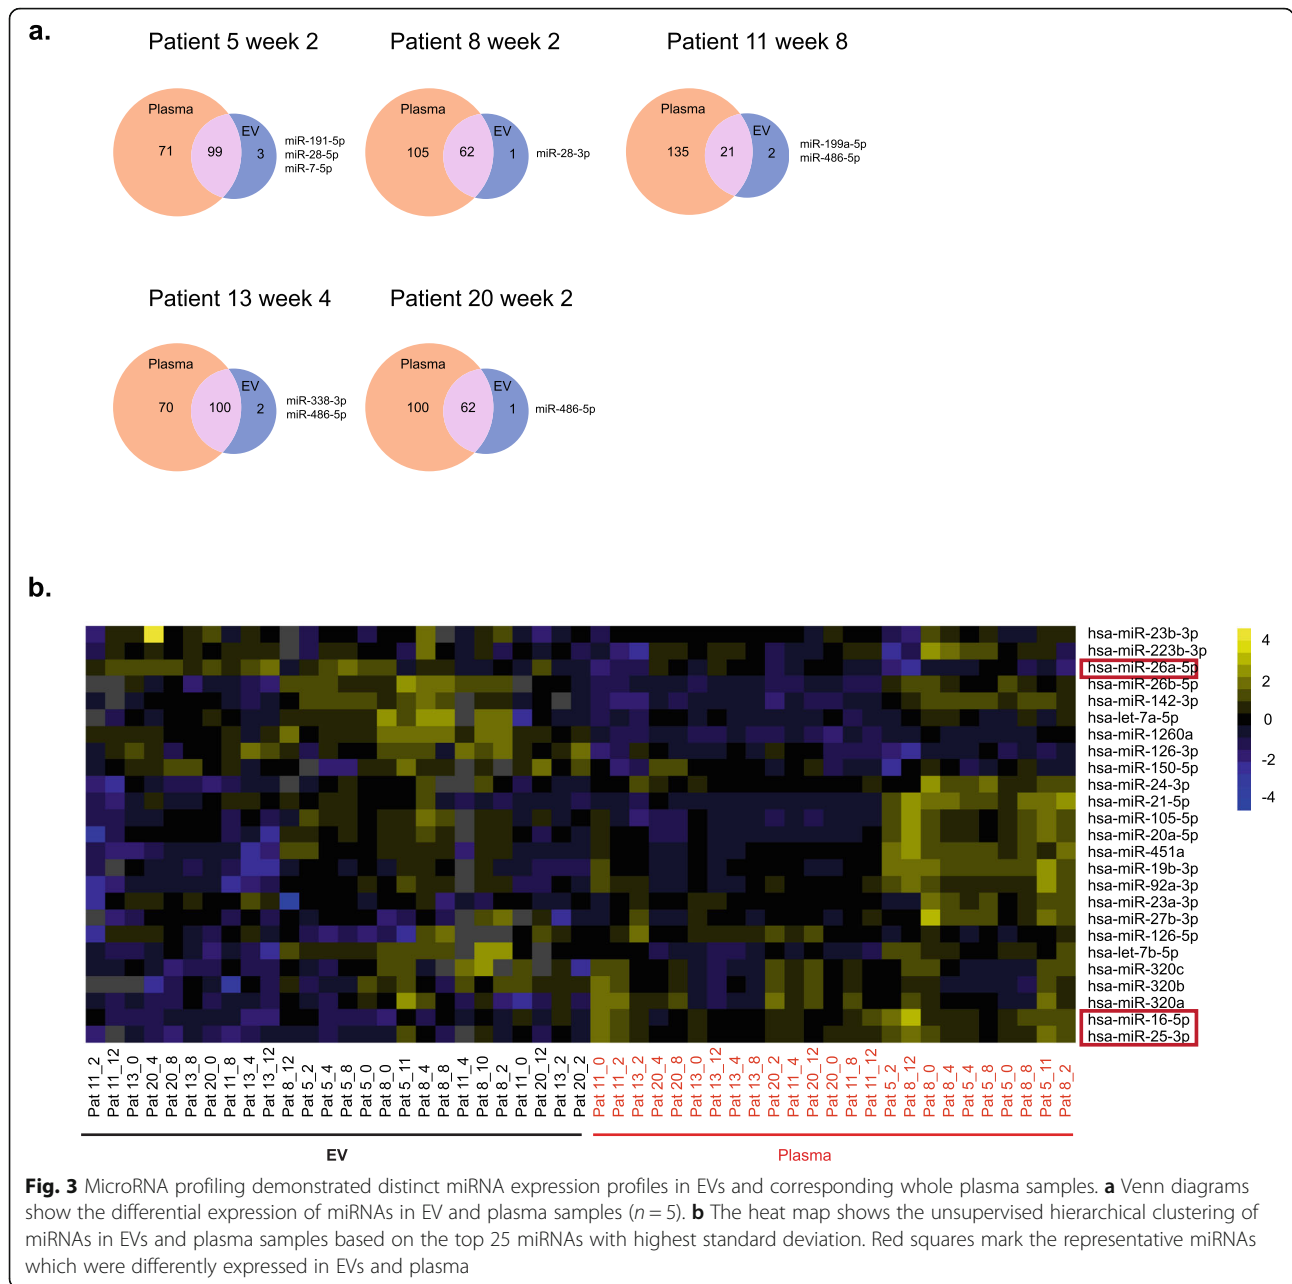 a.
Patient 5 week 2
Patient 8 week 2
Patient 11 week 8
Plasma
EV
71
99
3
miR-191-5p
miR-28-5p
miR-7-5p
Plasma
EV
105
62
1
miR-28-3p
Plasma
EV
135
21
2
miR-199a-5p
miR-486-5p
Patient 13 week 4
Patient 20 week 2
Plasma
EV
70
100
2
miR-338-3p
miR-486-5p
Plasma
EV
100
62
1
miR-486-5p
b.
hsa-miR-23b-3p
hsa-miR-223b-3p
hsa-miR-26a-5p
hsa-miR-26b-5p
hsa-miR-142-3p
hsa-let-7a-5p
hsa-miR-1260a
hsa-miR-126-3p
hsa-miR-150-5p
hsa-miR-24-3p
hsa-miR-21-5p
hsa-miR-105-5p
hsa-miR-20a-5p
hsa-miR-451a
hsa-miR-19b-3p
hsa-miR-92a-3p
hsa-miR-23a-3p
hsa-miR-27b-3p
hsa-miR-126-5p
hsa-let-7b-5p
hsa-miR-320c
hsa-miR-320b
hsa-miR-320a
hsa-miR-16-5p
hsa-miR-25-3p
4
2
0
-2
-4
Pat 11_2
Pat 11_12
Pat 13_0
Pat 20_4
Pat 20_8
Pat 13_8
Pat 20_0
Pat 11_8
Pat 13_4
Pat 13_12
Pat 8_12
Pat 5_2
Pat 5_4
Pat 5_8
Pat 5_0
Pat 8_0
Pat 5_11
Pat 8_4
Pat 8_8
Pat 11_4
Pat 8_10
Pat 8_2
Pat 11_0
Pat 20_12
Pat 13_2
Pat 20_2
Pat 11_0
Pat 11_2
Pat 13_2
Pat 20_4
Pat 20_8
Pat 13_0
Pat 13_12
Pat 13_4
Pat 13_8
Pat 20_2
Pat 11_4
Pat 20_12
Pat 20_0
Pat 11_8
Pat 11_12
Pat 5_2
Pat 8_12
Pat 8_0
Pat 8_4
Pat 5_4
Pat 5_8
Pat 5_0
Pat 8_8
Pat 5_11
Pat 8_2
EV
Plasma
Fig. 3 MicroRNA profiling demonstrated distinct miRNA expression profiles in EVs and corresponding whole plasma samples. a Venn diagrams
show the differential expression of miRNAs in EV and plasma samples (n = 5). b The heat map shows the unsupervised hierarchical clustering of
miRNAs in EVs and plasma samples based on the top 25 miRNAs with highest standard deviation. Red squares mark the representative miRNAs
which were differently expressed in EVs and plasma